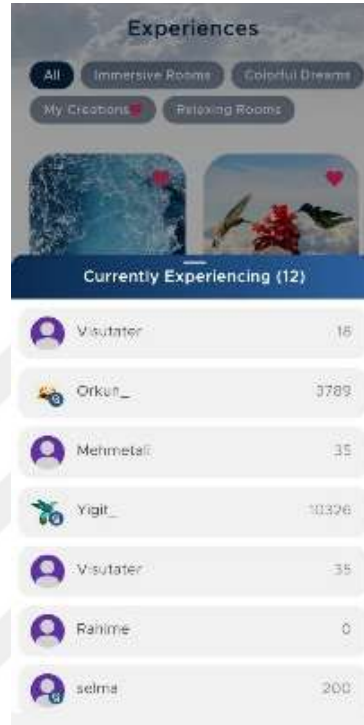 Experiences
All Immersive Rooms Colorful Dreams
My Creations Relaxing Rooms
Currently Experiencing (12)
Visutater 18
Orkun_ 3789
Mehmetali 35
Yigit_ 10326
Visutater 35
Rahime 0
selma 200